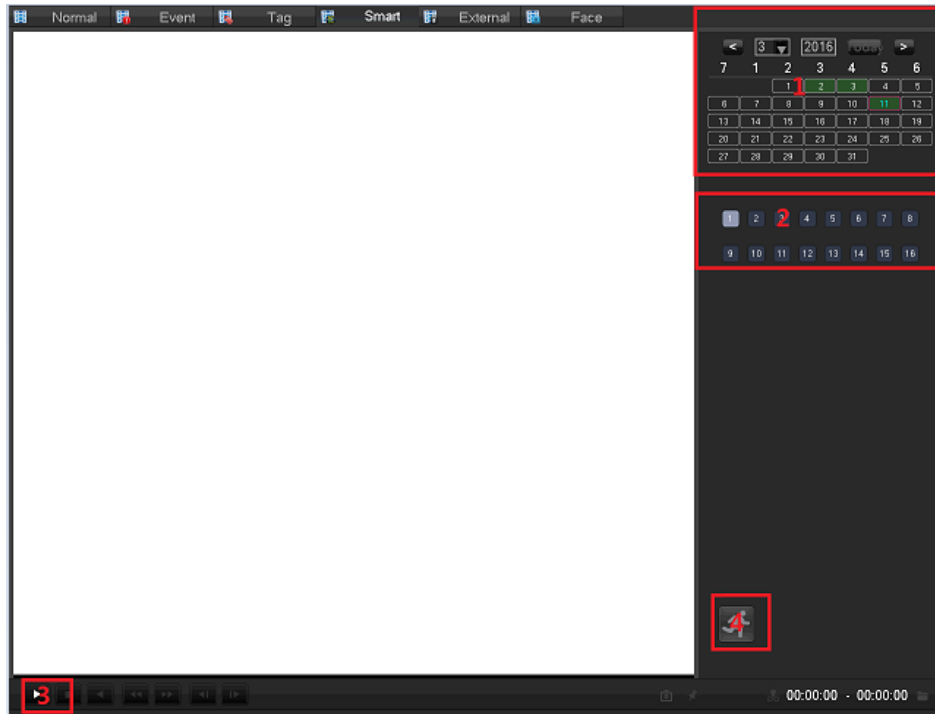 Normal Event Tag Smart External Face
< 3 2016 Today >
7 1 2 3 4 5 6
1 2 3 4 5
1
6 7 8 9 10 11 12
13 14 15 16 17 18 19
20 21 22 23 24 25 26
27 28 29 30 31
1 2 3 4 5 6 7 8
2
9 10 11 12 13 14 15 16
4
3
00:00:00 - 00:00:00